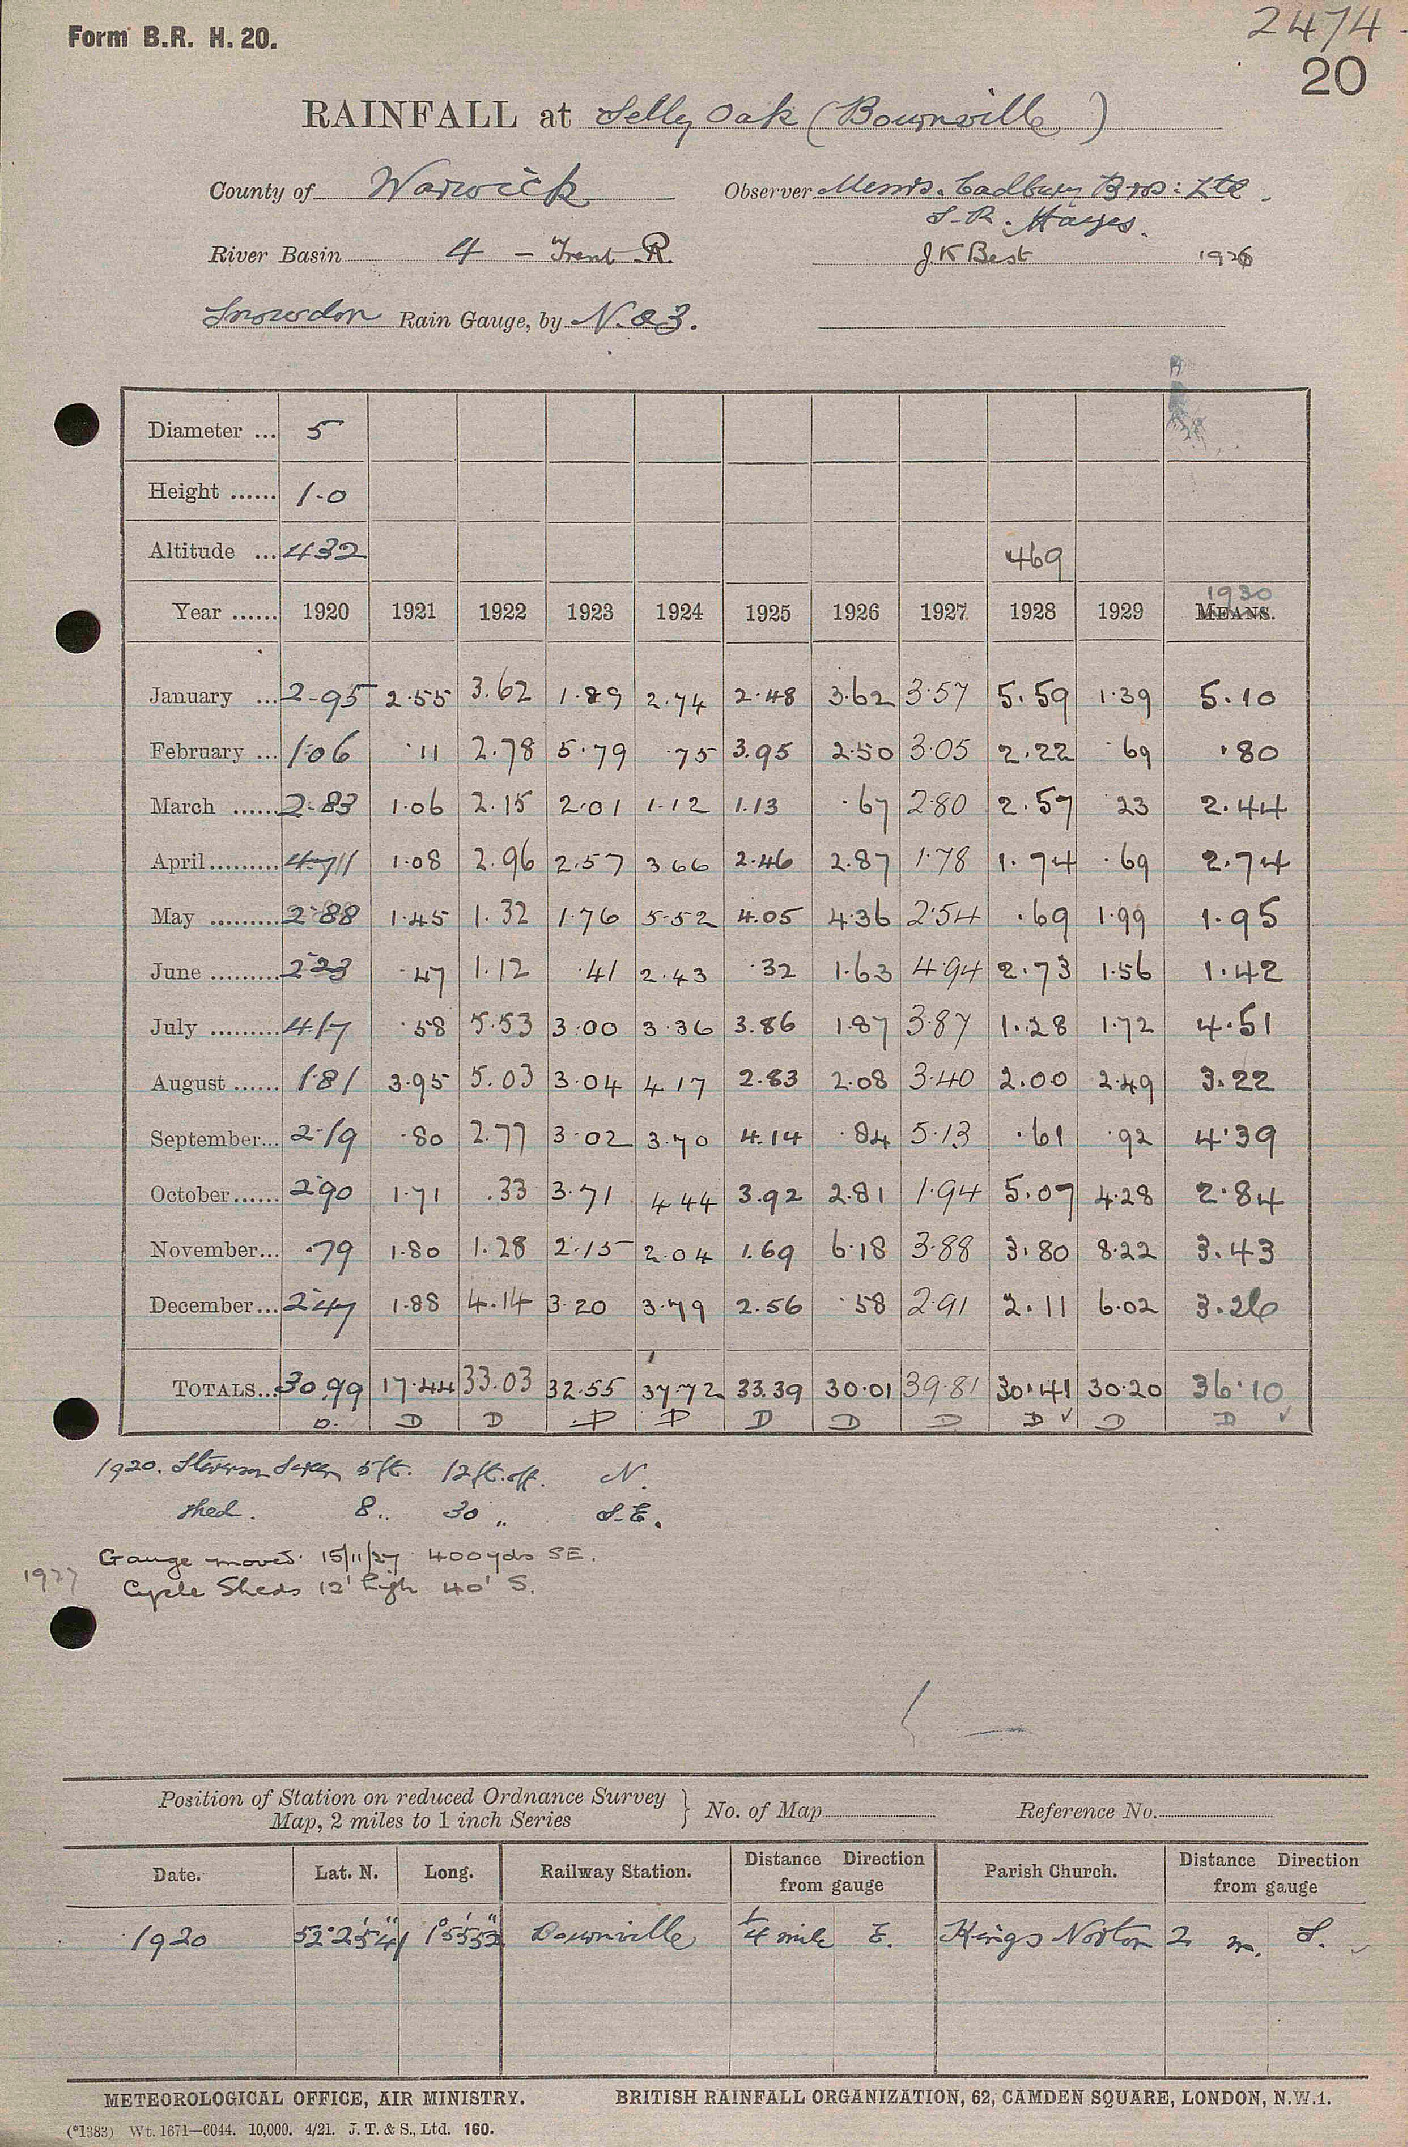 Form B.R. H. 20.
2474
20
RAINFALL at Selly Oak (Bournville)
County of Warwick Observer Messrs. Cadbury Bros: Ltd.
S. R. Hayes.
River Basin 4 - Trent R. J K Best 1926
Snowdon Rain Gauge, by N. & Z.
Diameter ... 5
Height ...... 1.0
Altitude ... 432 469
1930
Year ...... 1920 1921 1922 1923 1924 1925 1926 1927 1928 1929 MEANS.
January ... 2.95 2.55 3.62 1.89 2.74 2.48 3.62 3.57 5.59 1.39 5.10
February ... 1.06 .11 2.78 5.79 .75 3.95 2.50 3.05 2.22 .69 .80
March ...... 2.83 1.06 2.15 2.01 1.12 1.13 .67 2.80 2.57 .23 2.44
April......... 4.71 1.08 2.96 2.57 3.66 2.46 2.87 1.78 1.74 .69 2.74
May ......... 2.88 1.45 1.32 1.76 5.52 4.05 4.36 2.54 .69 1.99 1.95
June ......... 2.23 .47 1.12 .41 2.43 .32 1.63 4.94 2.73 1.56 1.42
July ......... 4.17 .58 5.53 3.00 3.36 3.86 1.87 3.87 1.28 1.72 4.51
August ...... 1.81 3.95 5.03 3.04 4.17 2.83 2.08 3.40 2.00 2.49 3.22
September... 2.19 .80 2.77 3.02 3.70 4.14 .84 5.13 .61 .92 4.39
October...... 2.90 1.71 .33 3.71 4.44 3.92 2.81 1.94 5.07 4.28 2.84
November... .79 1.80 1.28 2.15 2.04 1.69 6.18 3.88 3.80 8.22 3.43
December... 2.47 1.88 4.14 3.20 3.79 2.56 .58 2.91 2.11 6.02 3.26
TOTALS... 30.99 17.44 33.03 32.55 37.72 33.39 30.01 39.81 30.41 30.20 36.10
D. D D D D D D D D ✓ D D ✓
1920. Stevenson Screen 5 ft. 12 ft. off. N.
shed. 8 ,, 30 ,, S.E.
Gauge moved 15/11/27 400 yds SE.
1927 Cycle Sheds 12' high 40' S.
Position of Station on reduced Ordnance Survey
Map, 2 miles to 1 inch Series } No. of Map Reference No.
Date. Lat. N. Long. Railway Station. Distance Direction from gauge Parish Church. Distance Direction from gauge
1920 52°25'41" 1°55'52" Bournville 1/4 mile E. Kings Norton 2 m. S.
METEOROLOGICAL OFFICE, AIR MINISTRY. BRITISH RAINFALL ORGANIZATION, 62, CAMDEN SQUARE, LONDON, N.W.1.
(*1383) Wt. 1671—6044. 10,000. 4/21. J. T. & S., Ltd. 160.